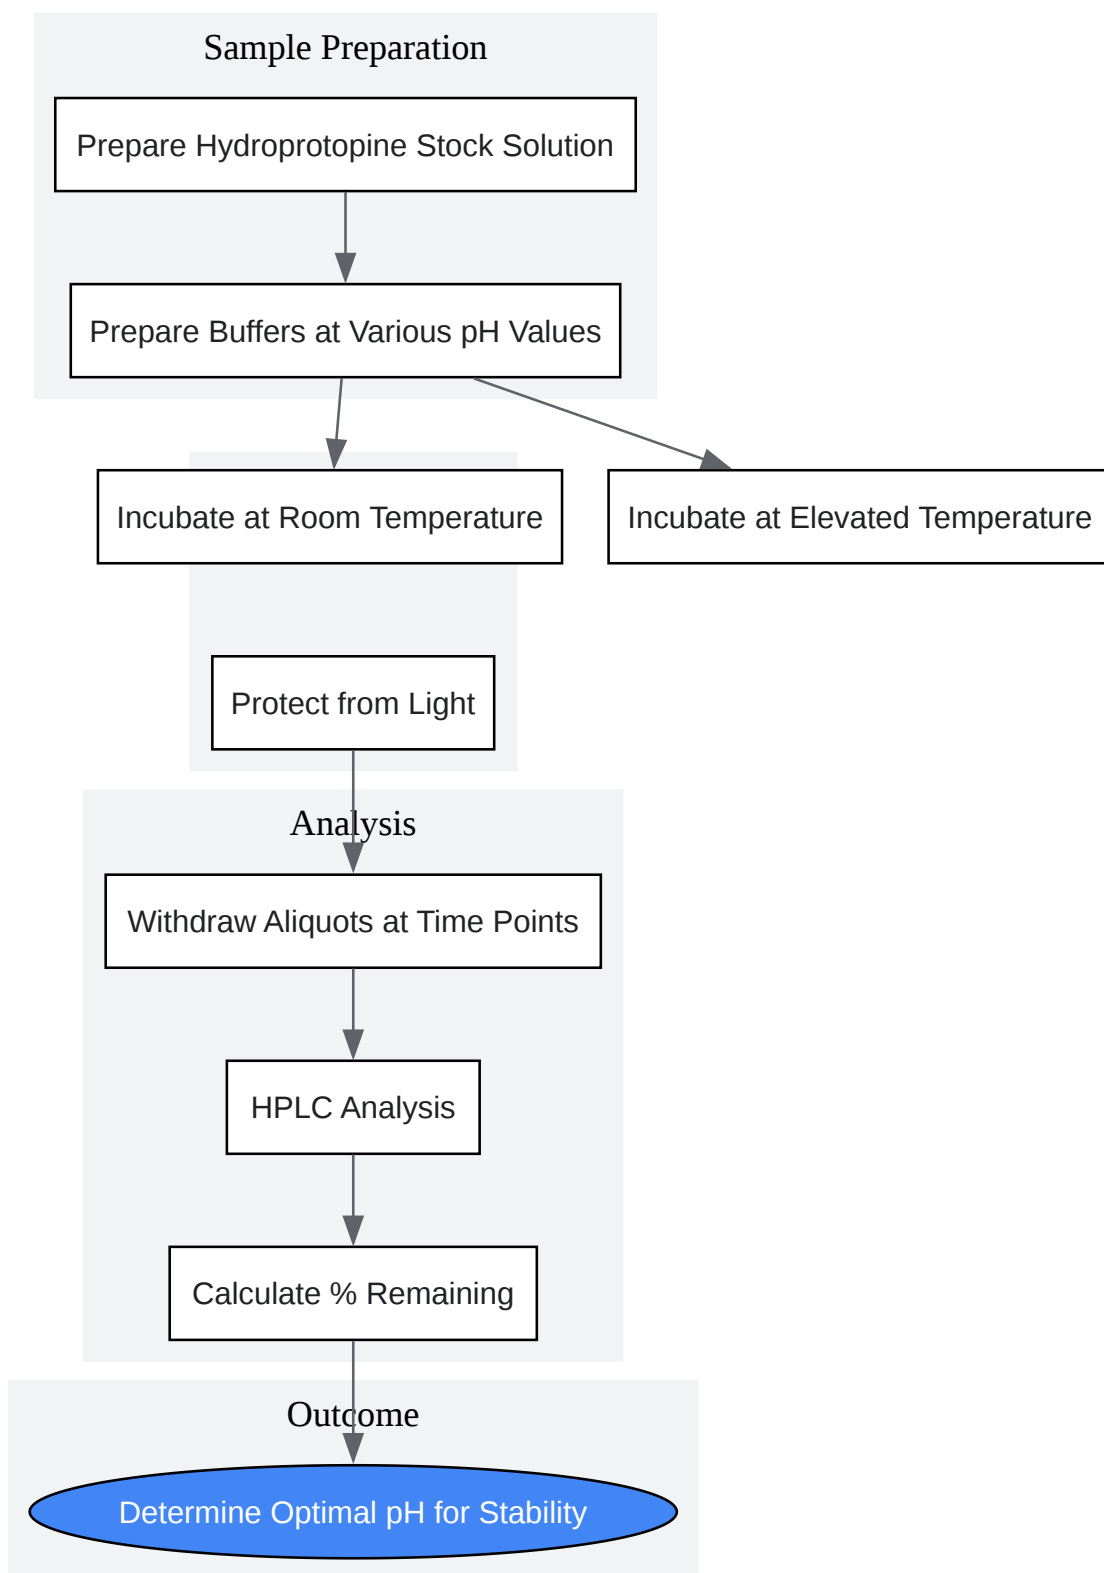 Sample Preparation
Prepare Hydroprotopine Stock Solution
Prepare Buffers at Various pH Values
Incubate at Room Temperature
Incubate at Elevated Temperature
Protect from Light
Analysis
Withdraw Aliquots at Time Points
HPLC Analysis
Calculate % Remaining
Outcome
Determine Optimal pH for Stability